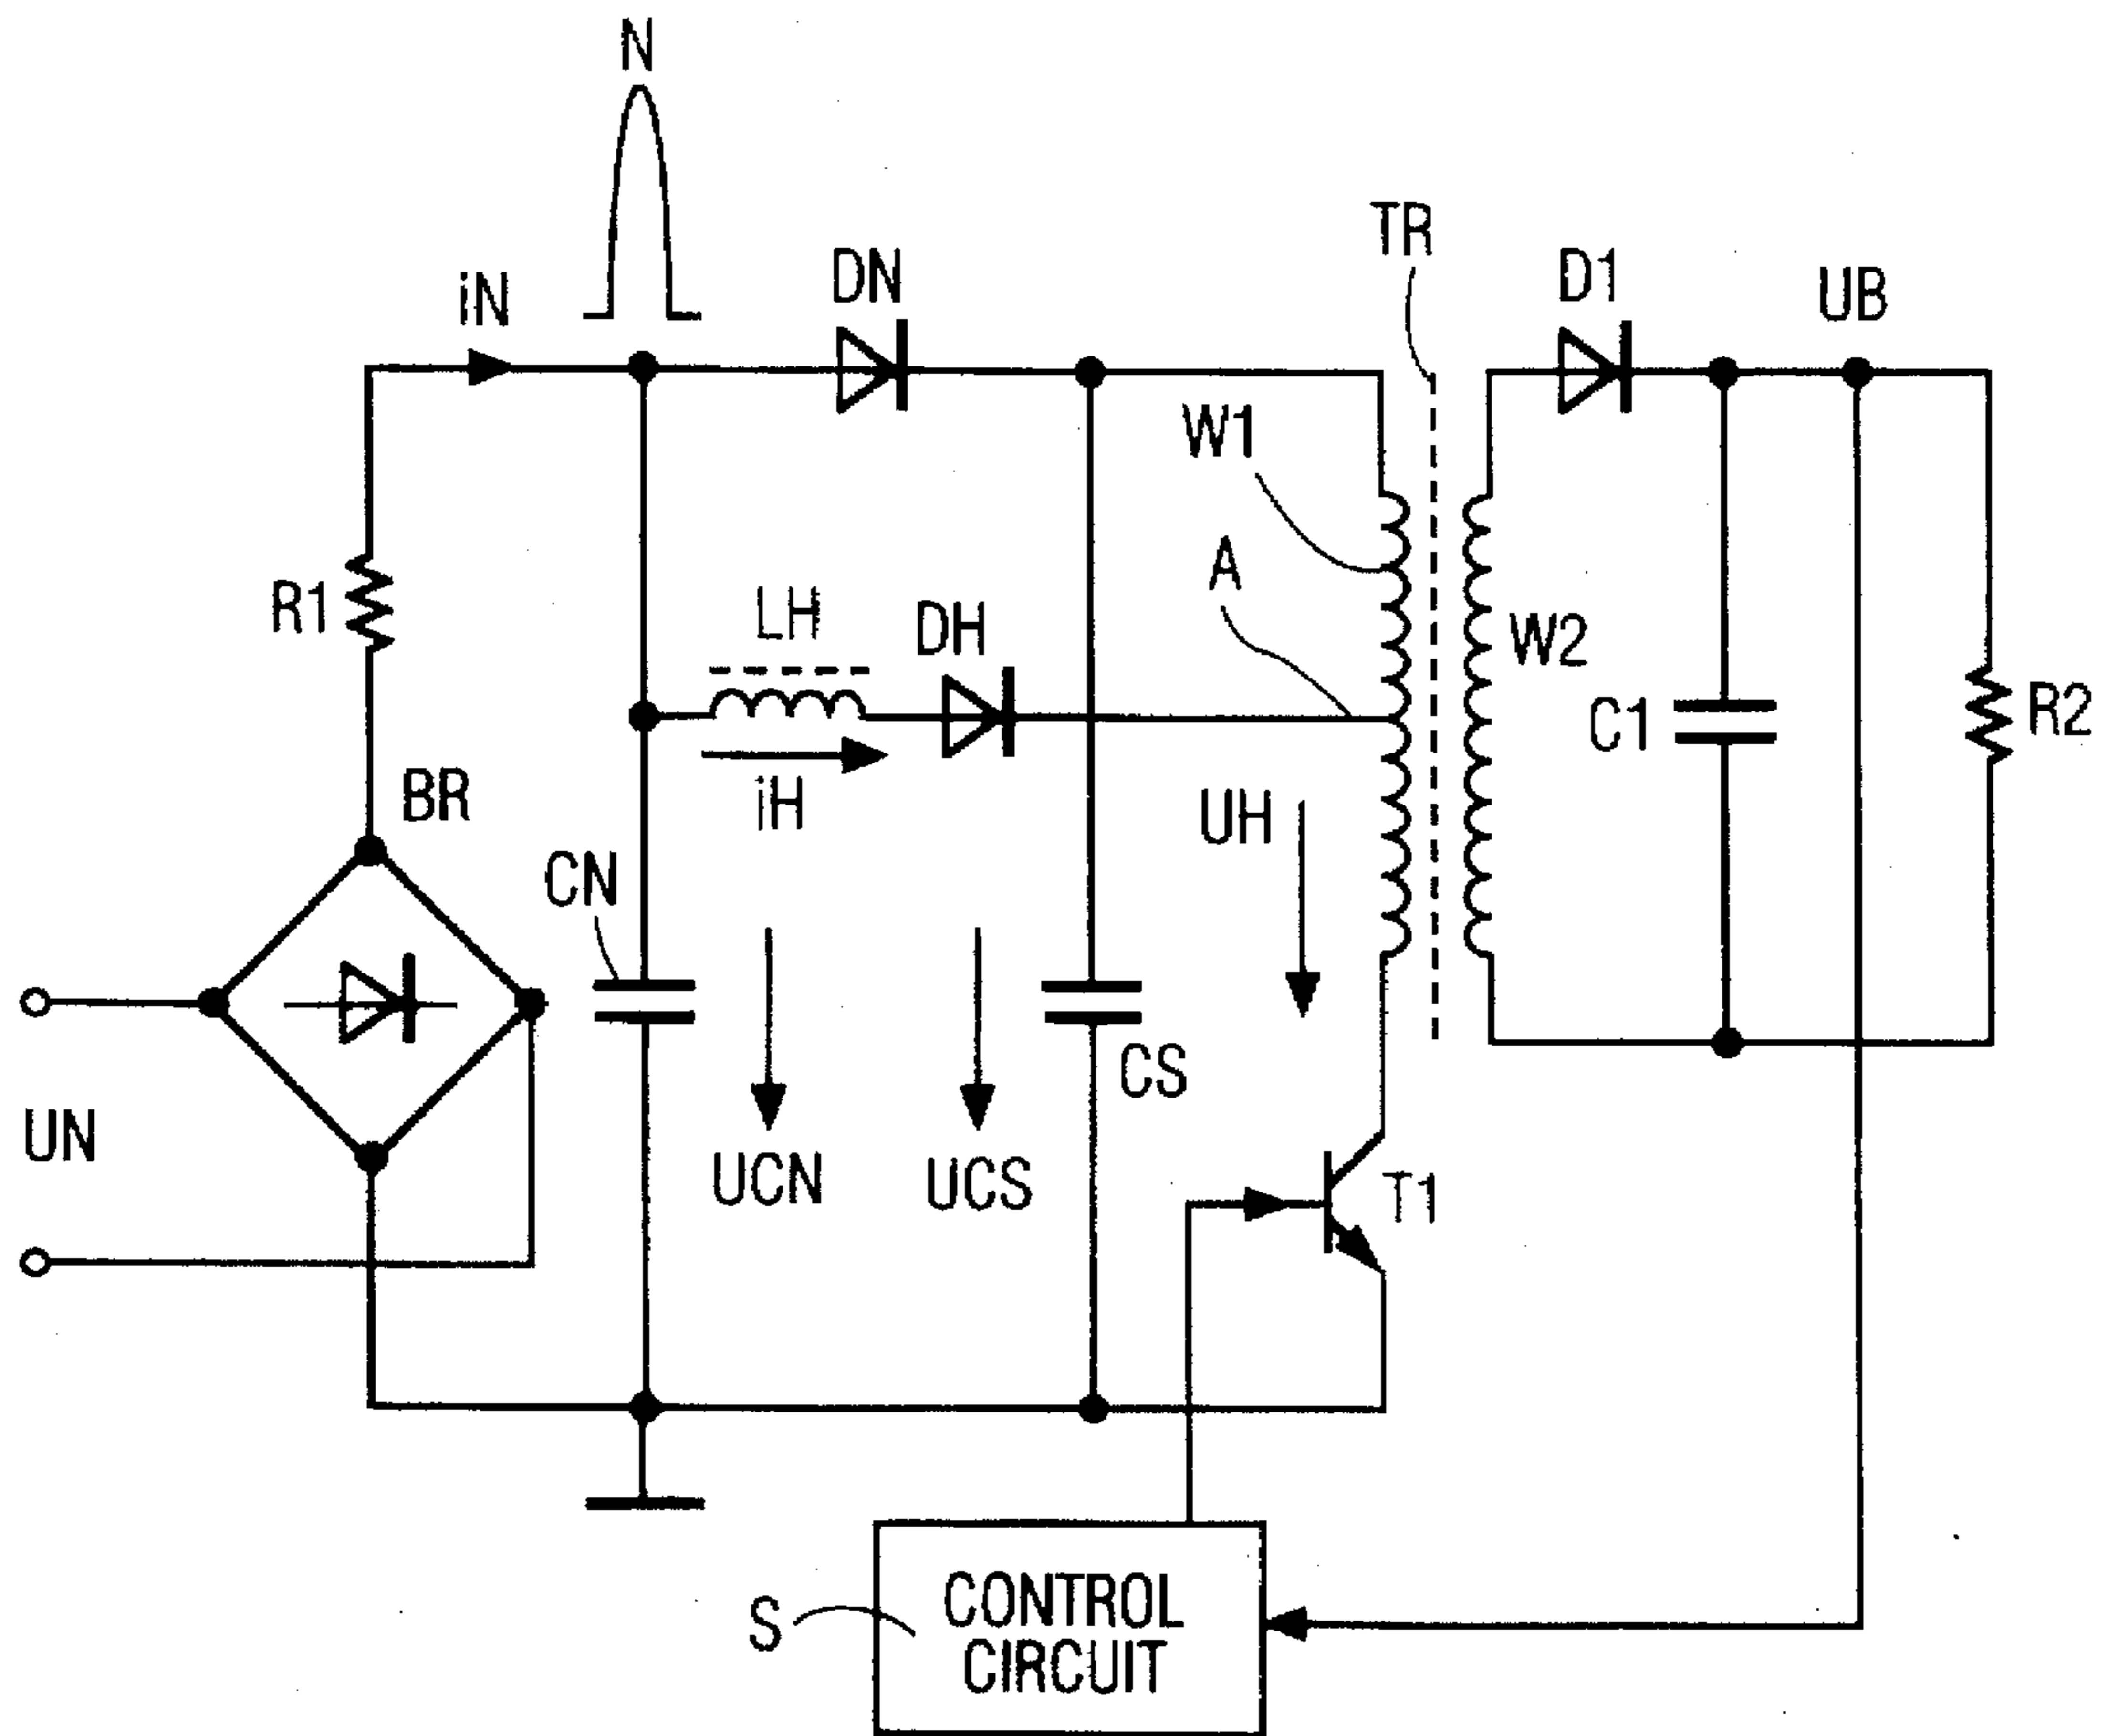 N
TR
iN
DN
D1
UB
W1
A
R1
LH
DH
W2
C1
R2
BR
iH
UH
CN
CS
UN
UCN
UCS
T1
S
CONTROL
CIRCUIT